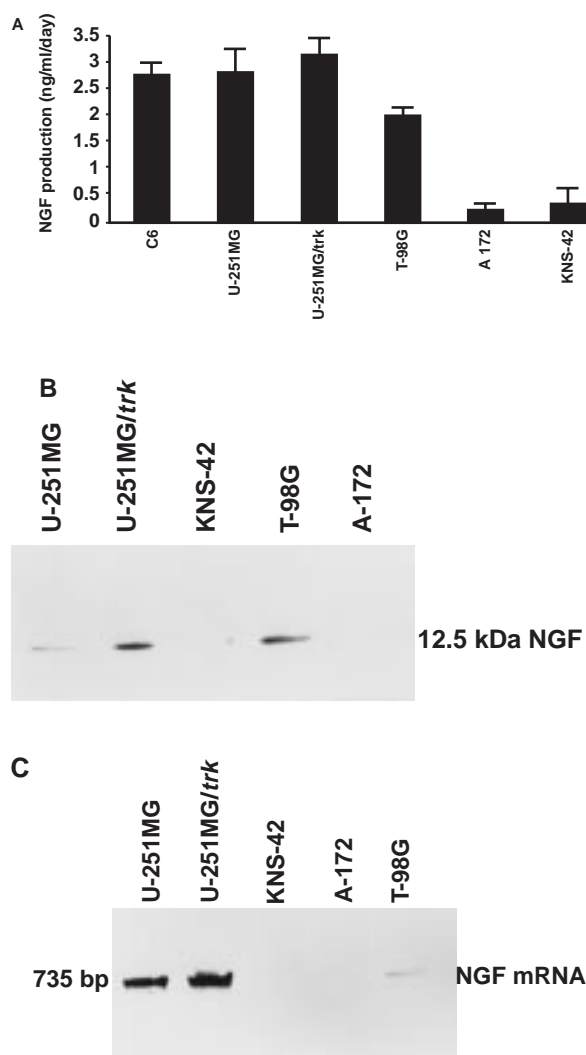 A
NGF production (ng/ml/day)
3.5
3
2.5
2
1.5
1
0.5
0
C6
U-251MG
U-251MG/trk
T-98G
A 172
KNS-42
B
U-251MG
U-251MG/trk
KNS-42
T-98G
A-172
12.5 kDa NGF
C
U-251MG
U-251MG/trk
KNS-42
A-172
T-98G
735 bp
NGF mRNA